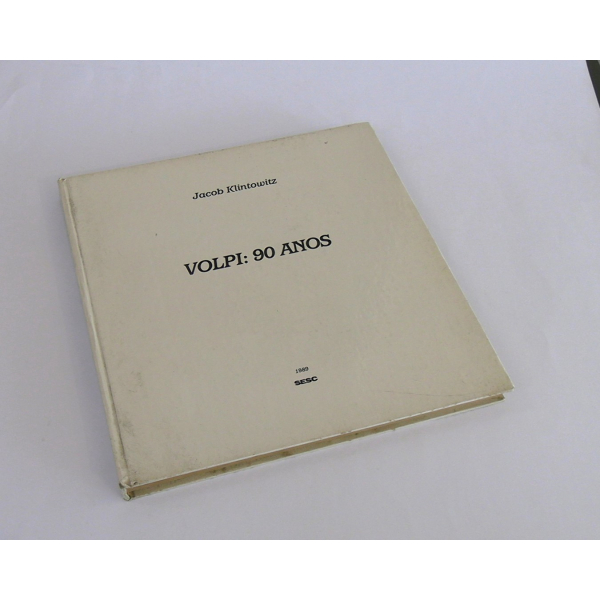 Jacob Klintowitz
VOLPI: 90 ANOS
1989
SESC